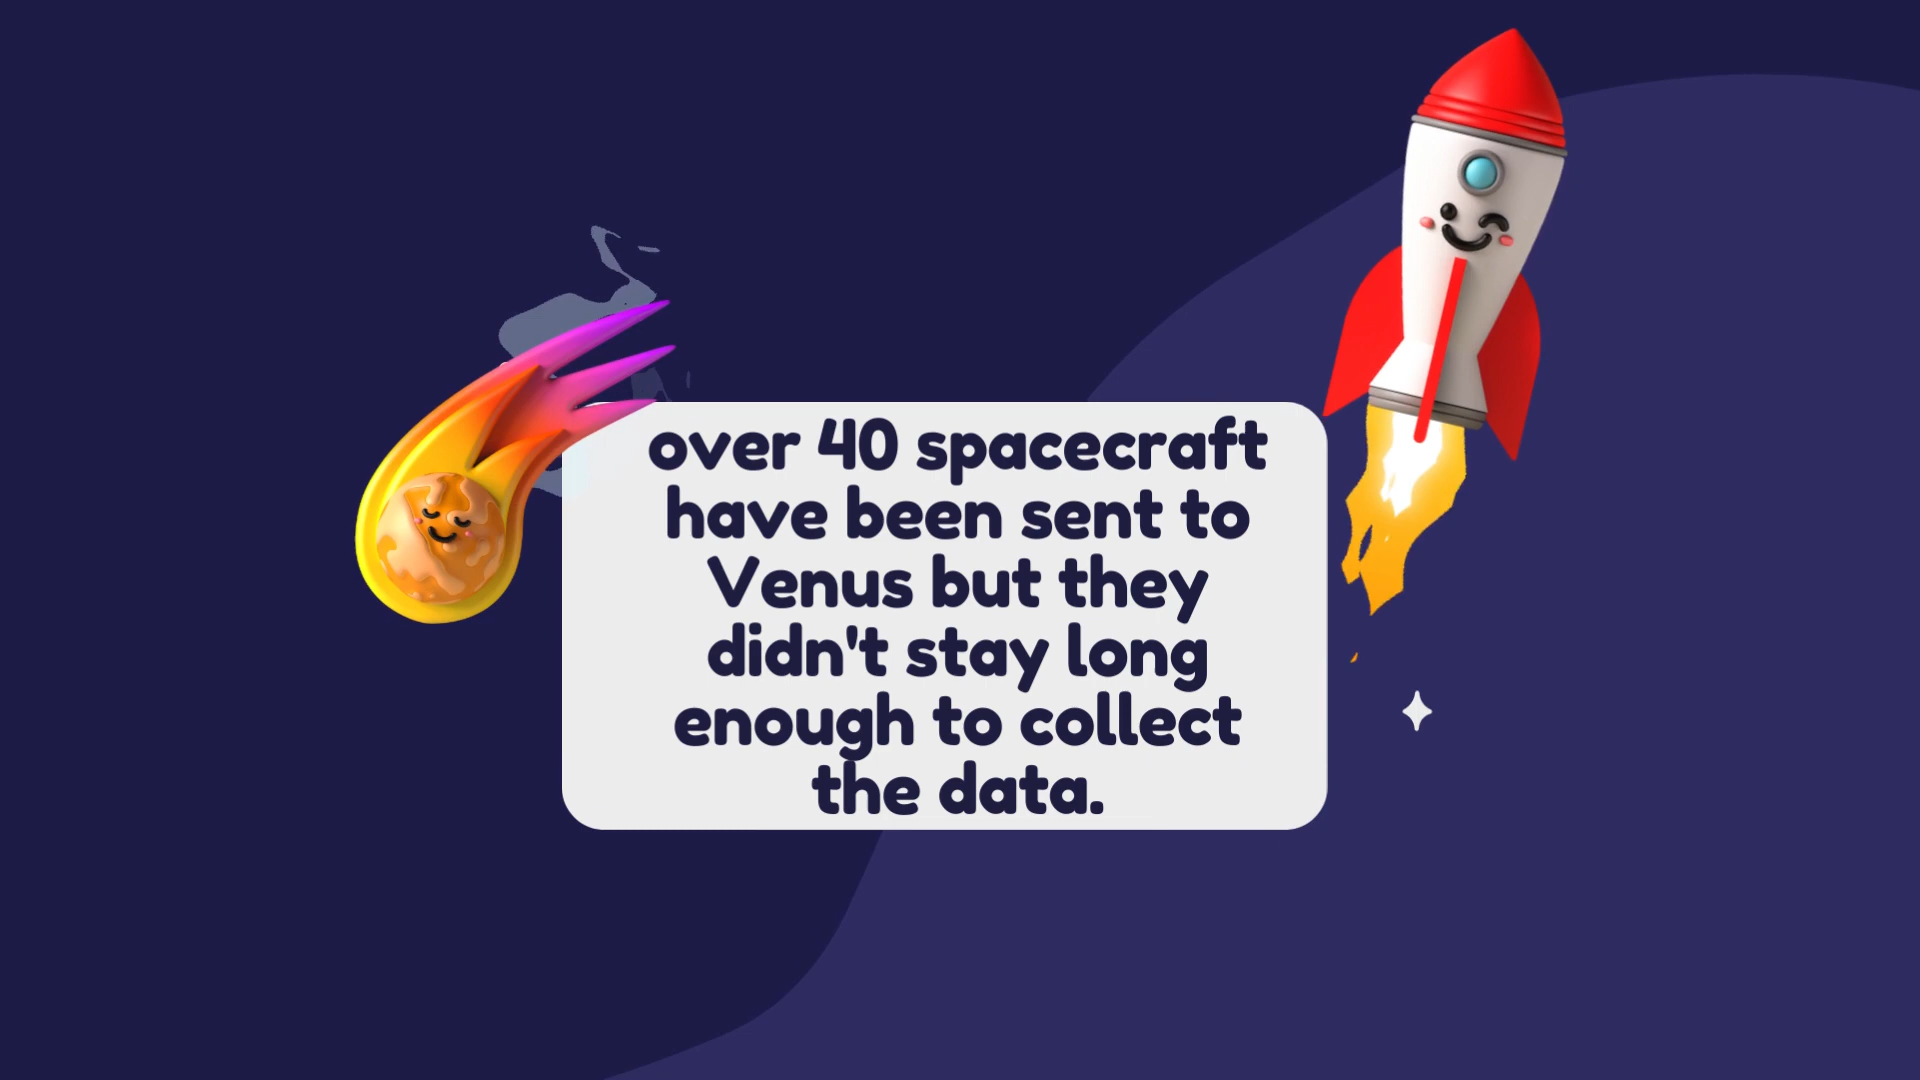 over 40 spacecraft
have been sent to
Venus but they
didn't stay long
enough to collect
the data.